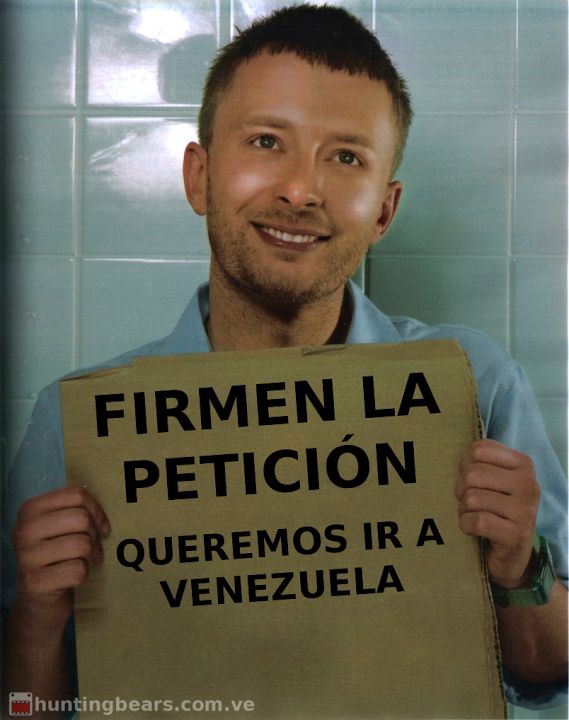 FIRMEN LA
PETICIÓN
QUEREMOS IR A
VENEZUELA
huntingbears.com.ve